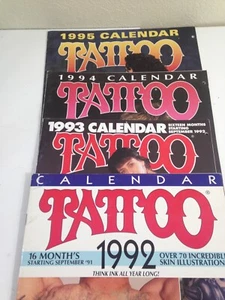 1995 CALENDAR
TATTOO
1994 CALENDAR
TATTOO
1993 CALENDAR
SIXTEEN MONTHS
STARTING
SEPTEMBER 1992
TATTOO
CALENDAR
TATTOO
16 MONTH'S
STARTING SEPTEMBER '91
1992
OVER 70 INCREDIBLE
SKIN ILLUSTRATIONS
THINK INK ALL YEAR LONG!